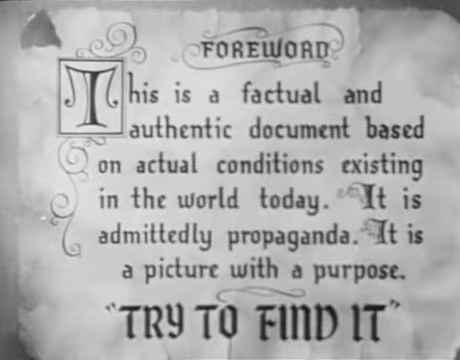 FOREWORD
This is a factual and
authentic document based
on actual conditions existing
in the world today. It is
admittedly propaganda. It is
a picture with a purpose.
"TRY TO FIND IT"